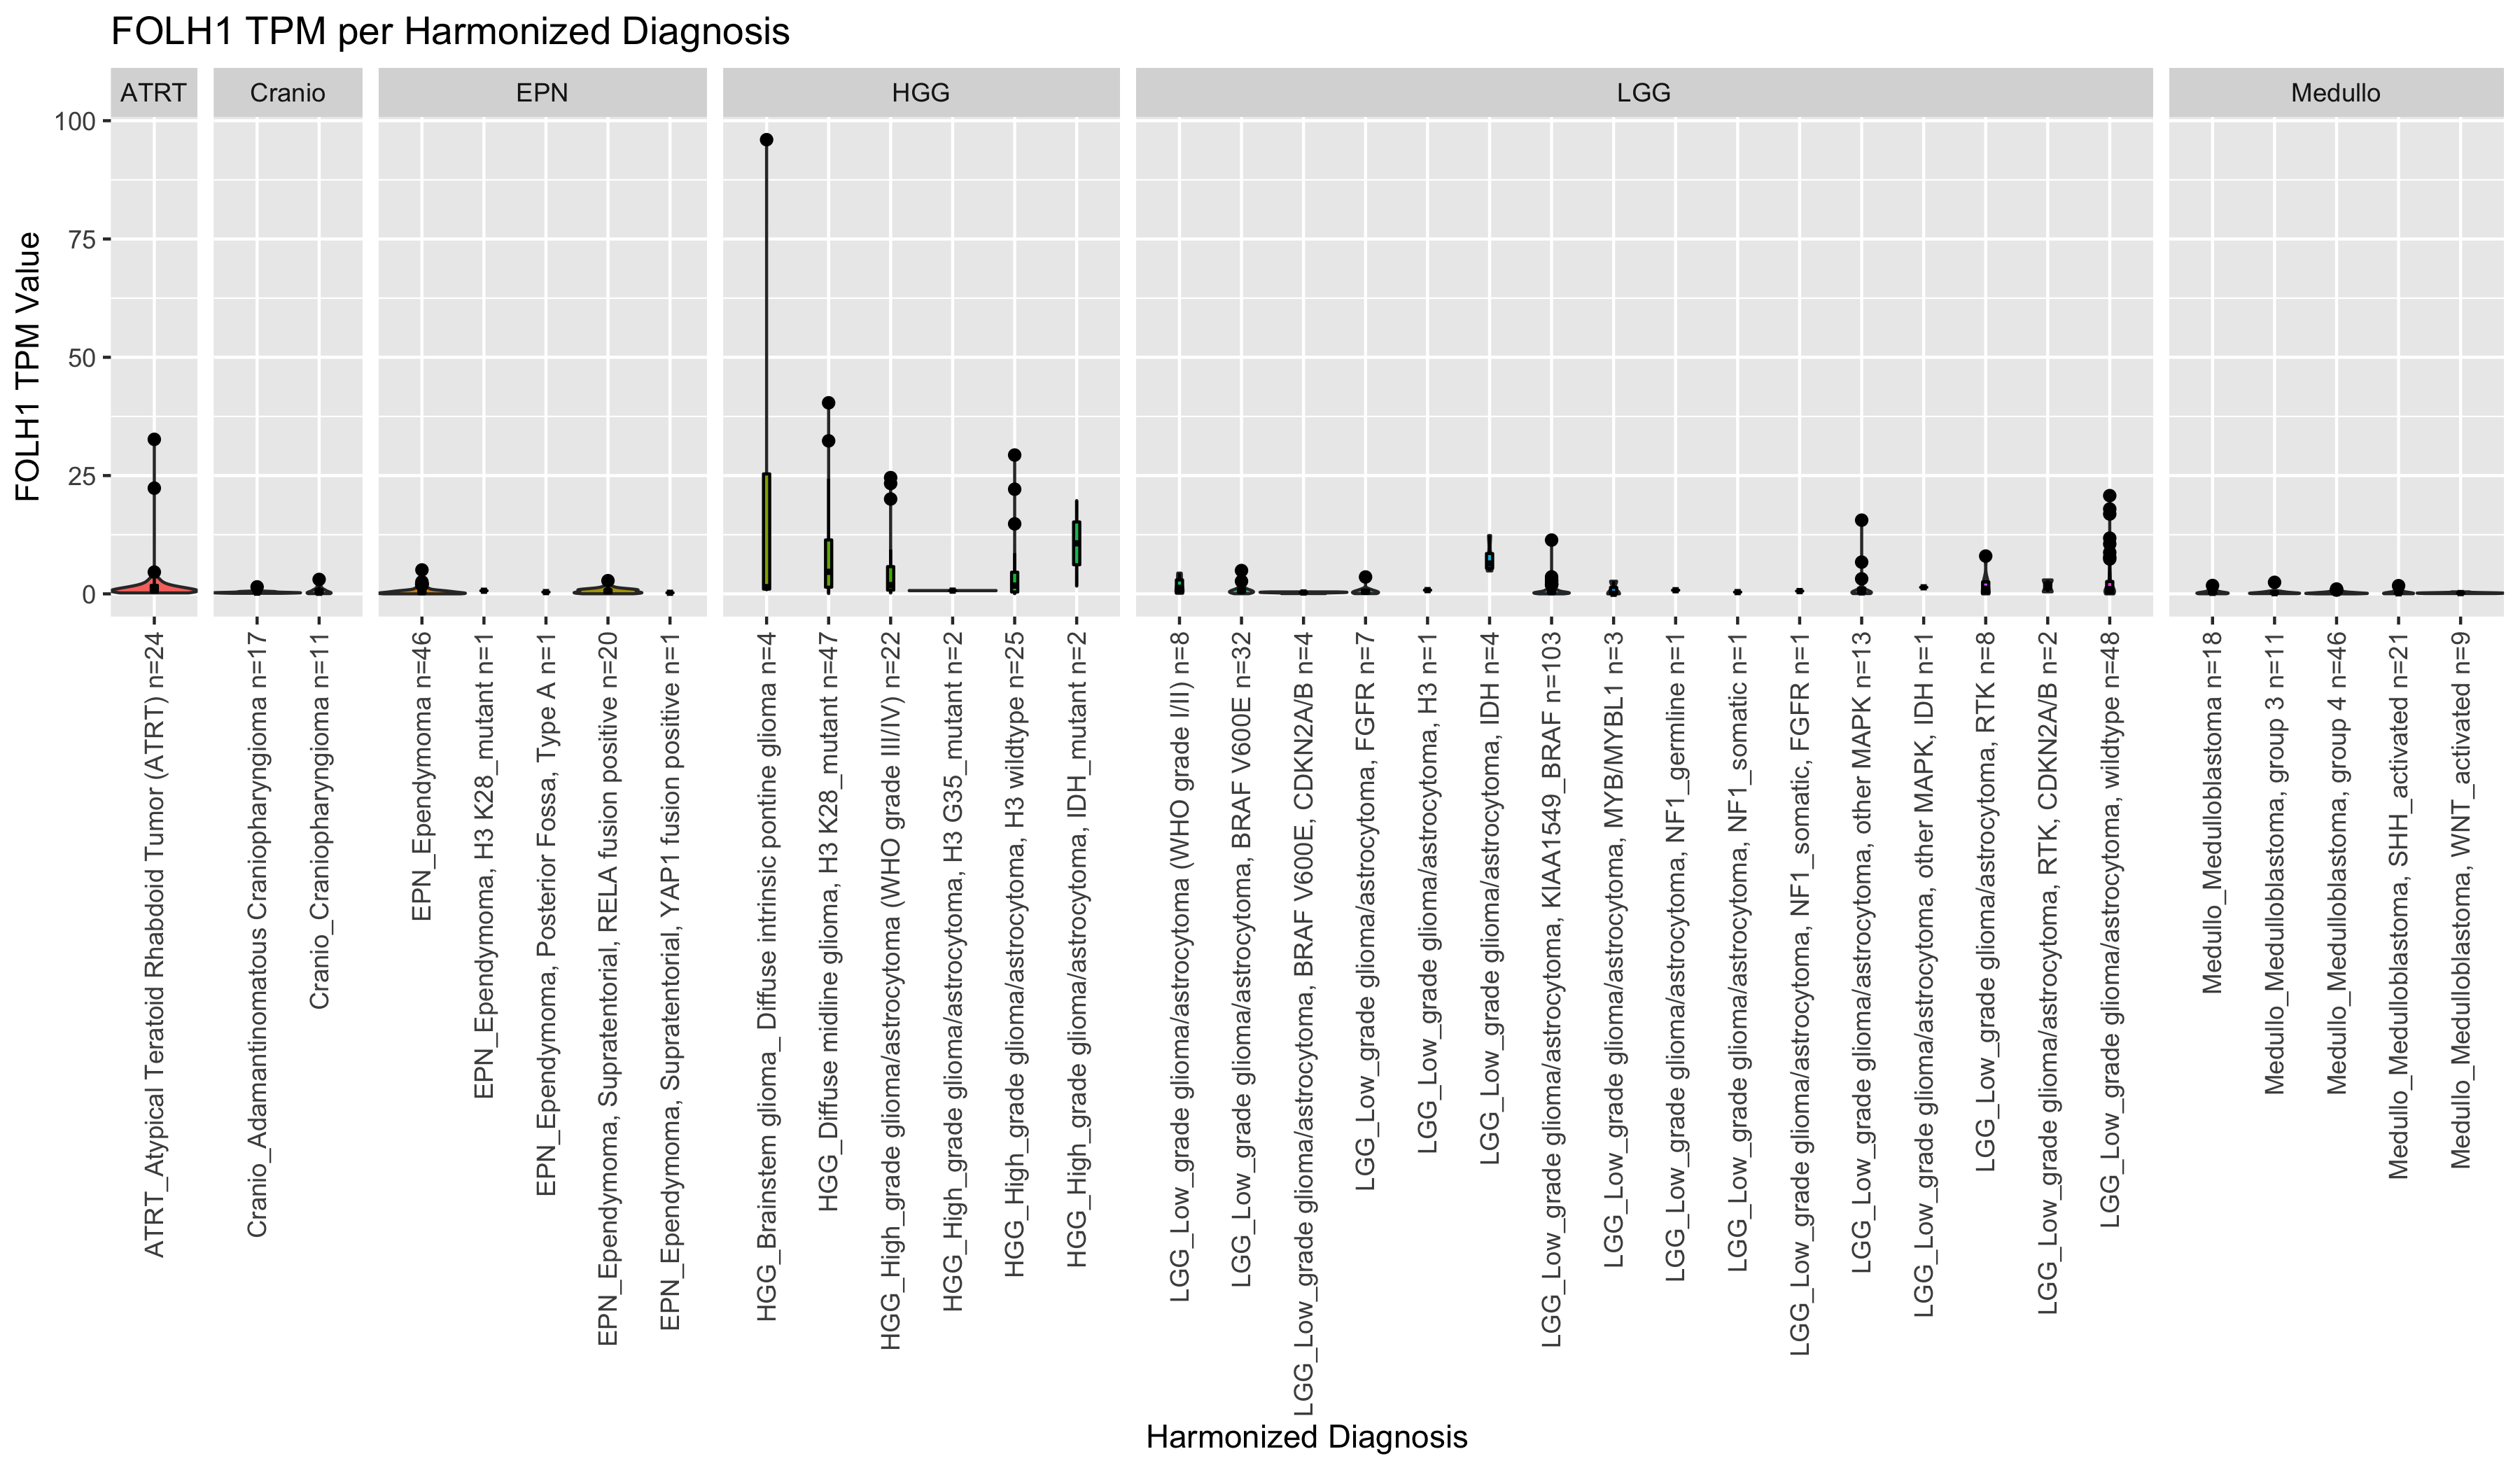 FOLH1 TPM per Harmonized Diagnosis
ATRT
Cranio
EPN
HGG
LGG
Medullo
FOLH1 TPM Value
100
75
50
25
0
ATRT_Atypical Teratoid Rhabdoid Tumor (ATRT) n=24
Cranio_Adamantinomatous Craniopharyngioma n=17
Cranio_Craniopharyngioma n=11
EPN_Ependymoma n=46
EPN_Ependymoma, H3 K28_mutant n=1
EPN_Ependymoma, Posterior Fossa, Type A n=1
EPN_Ependymoma, Supratentorial, RELA fusion positive n=20
EPN_Ependymoma, Supratentorial, YAP1 fusion positive n=1
HGG_Brainstem glioma_ Diffuse intrinsic pontine glioma n=4
HGG_Diffuse midline glioma, H3 K28_mutant n=47
HGG_High_grade glioma/astrocytoma (WHO grade III/IV) n=22
HGG_High_grade glioma/astrocytoma, H3 G35_mutant n=2
HGG_High_grade glioma/astrocytoma, H3 wildtype n=25
HGG_High_grade glioma/astrocytoma, IDH_mutant n=2
LGG_Low_grade glioma/astrocytoma (WHO grade I/II) n=8
LGG_Low_grade glioma/astrocytoma, BRAF V600E n=32
LGG_Low_grade glioma/astrocytoma, BRAF V600E, CDKN2A/B n=4
LGG_Low_grade glioma/astrocytoma, FGFR n=7
LGG_Low_grade glioma/astrocytoma, H3 n=1
LGG_Low_grade glioma/astrocytoma, IDH n=4
LGG_Low_grade glioma/astrocytoma, KIAA1549_BRAF n=103
LGG_Low_grade glioma/astrocytoma, MYB/MYBL1 n=3
LGG_Low_grade glioma/astrocytoma, NF1_germline n=1
LGG_Low_grade glioma/astrocytoma, NF1_somatic n=1
LGG_Low_grade glioma/astrocytoma, NF1_somatic, FGFR n=1
LGG_Low_grade glioma/astrocytoma, other MAPK n=13
LGG_Low_grade glioma/astrocytoma, other MAPK, IDH n=1
LGG_Low_grade glioma/astrocytoma, RTK n=8
LGG_Low_grade glioma/astrocytoma, RTK, CDKN2A/B n=2
LGG_Low_grade glioma/astrocytoma, wildtype n=48
Medullo_Medulloblastoma n=18
Medullo_Medulloblastoma, group 3 n=11
Medullo_Medulloblastoma, group 4 n=46
Medullo_Medulloblastoma, SHH_activated n=21
Medullo_Medulloblastoma, WNT_activated n=9
Harmonized Diagnosis